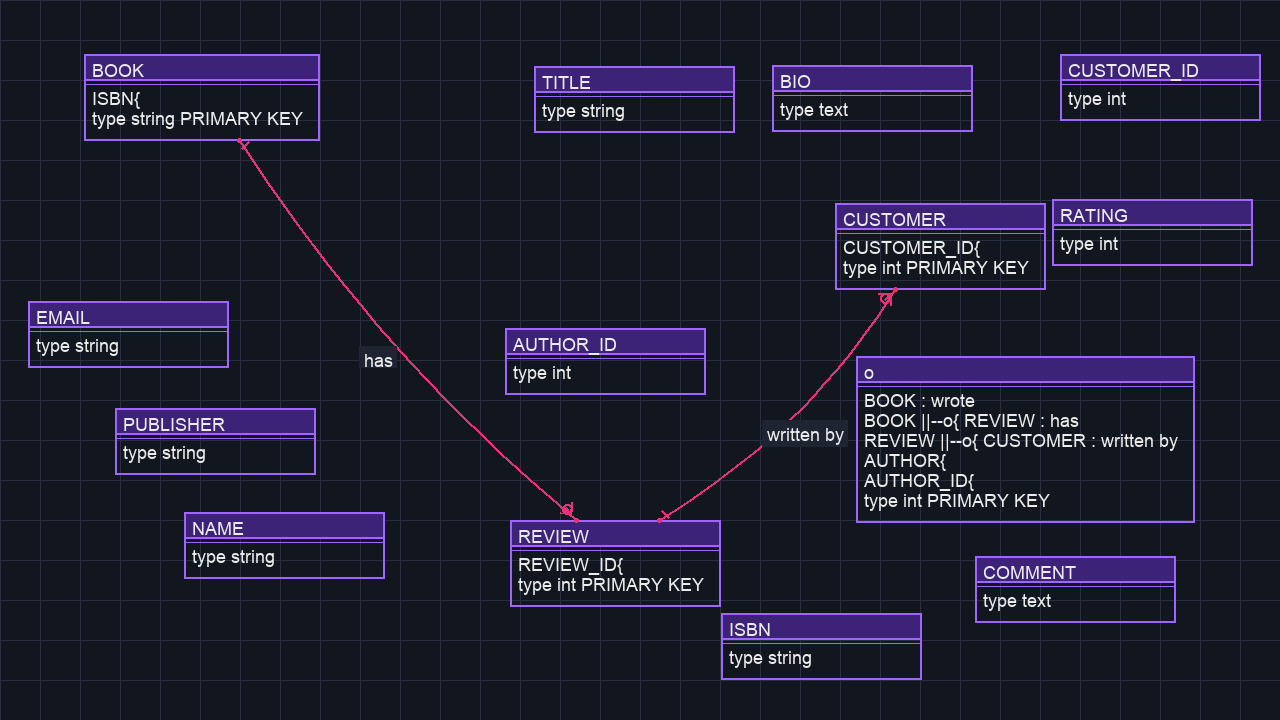 BOOK
ISBN{
type string PRIMARY KEY
TITLE
type string
BIO
type text
CUSTOMER_ID
type int
CUSTOMER
CUSTOMER_ID{
type int PRIMARY KEY
RATING
type int
EMAIL
type string
has
AUTHOR_ID
type int
written by
o
BOOK : wrote
BOOK ||--o{ REVIEW : has
REVIEW ||--o{ CUSTOMER : written by
AUTHOR{
AUTHOR_ID{
type int PRIMARY KEY
PUBLISHER
type string
NAME
type string
REVIEW
REVIEW_ID{
type int PRIMARY KEY
COMMENT
type text
ISBN
type string